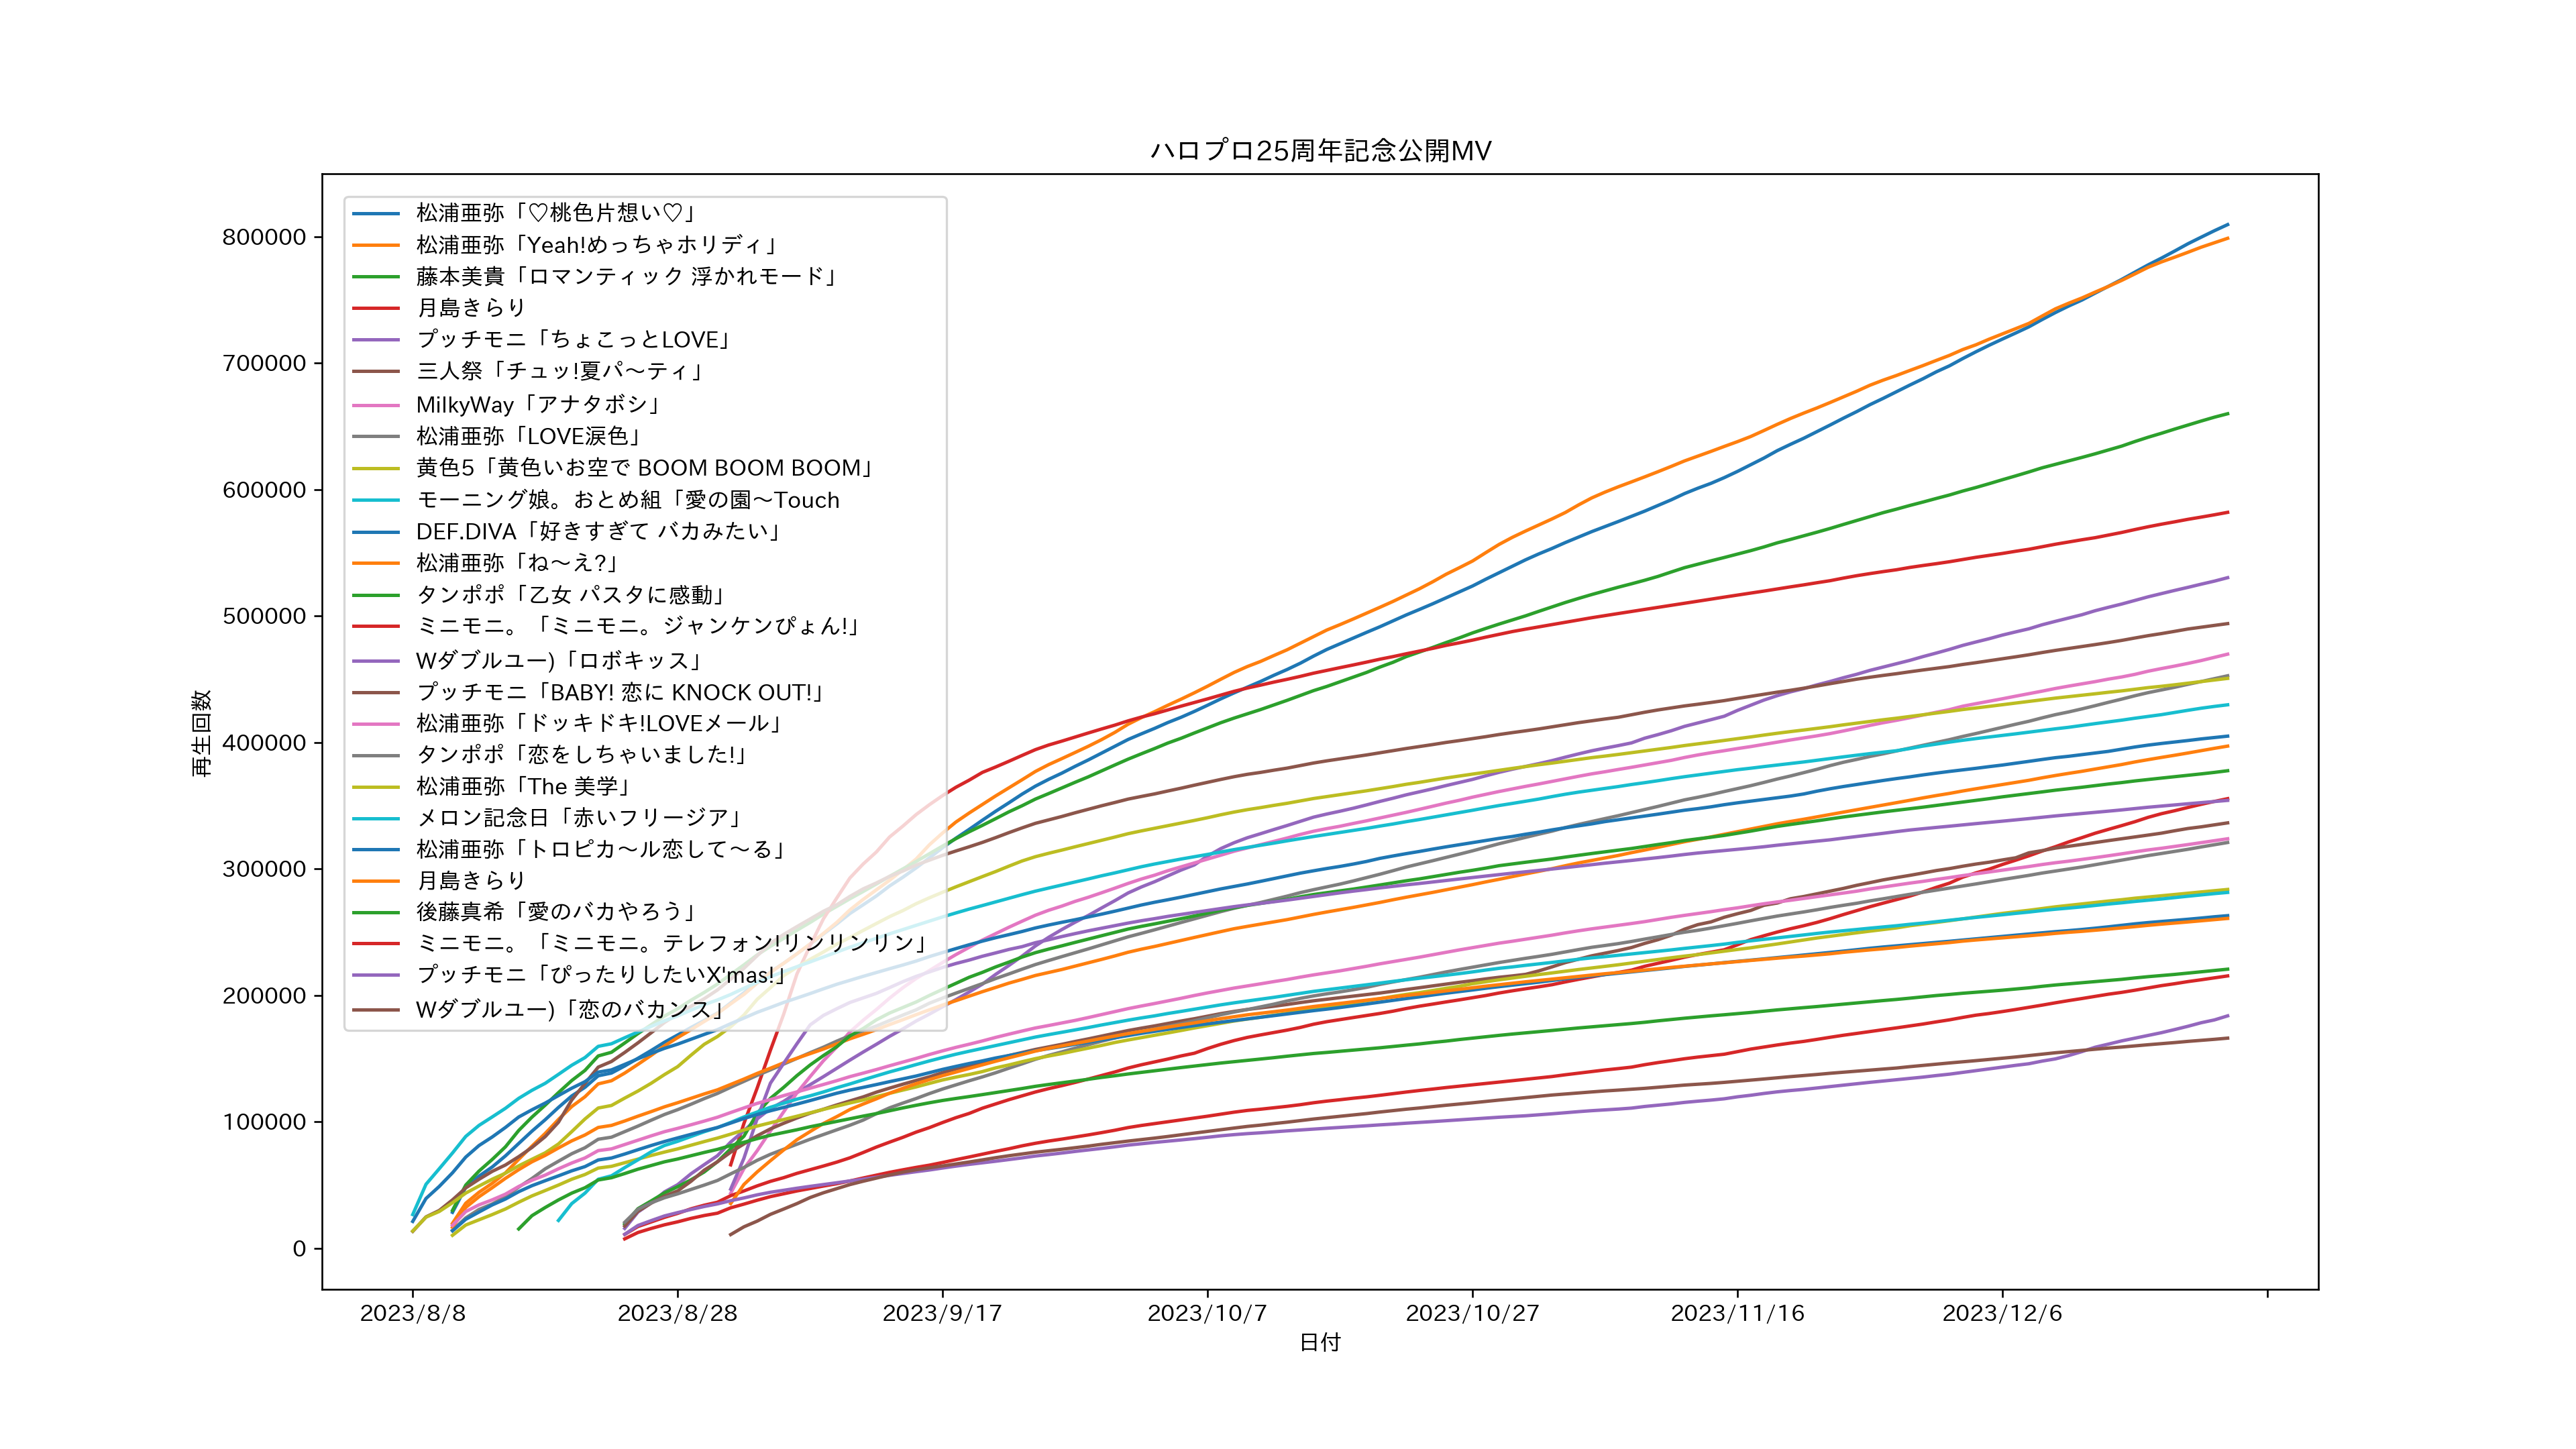 ハロプロ25周年記念公開MV
松浦亜弥「♡桃色片想い♡」
松浦亜弥「Yeah!めっちゃホリディ」
藤本美貴「ロマンティック 浮かれモード」
月島きらり
プッチモニ「ちょこっとLOVE」
三人祭「チュッ!夏パ〜ティ」
MilkyWay「アナタボシ」
松浦亜弥「LOVE涙色」
黄色5「黄色いお空で BOOM BOOM BOOM」
モーニング娘。おとめ組「愛の園〜Touch
DEF.DIVA「好きすぎて バカみたい」
松浦亜弥「ね〜え?」
タンポポ「乙女 パスタに感動」
ミニモニ。「ミニモニ。ジャンケンぴょん!」
Wダブルユー)「ロボキッス」
プッチモニ「BABY! 恋に KNOCK OUT!」
松浦亜弥「ドッキドキ!LOVEメール」
タンポポ「恋をしちゃいました!」
松浦亜弥「The 美学」
メロン記念日「赤いフリージア」
松浦亜弥「トロピカ〜ル恋して〜る」
月島きらり
後藤真希「愛のバカやろう」
ミニモニ。「ミニモニ。テレフォン!リンリンリン」
プッチモニ「ぴったりしたいX'mas!」
Wダブルユー)「恋のバカンス」
再生回数
800000
700000
600000
500000
400000
300000
200000
100000
0
2023/8/8
2023/8/28
2023/9/17
2023/10/7
2023/10/27
2023/11/16
2023/12/6
日付